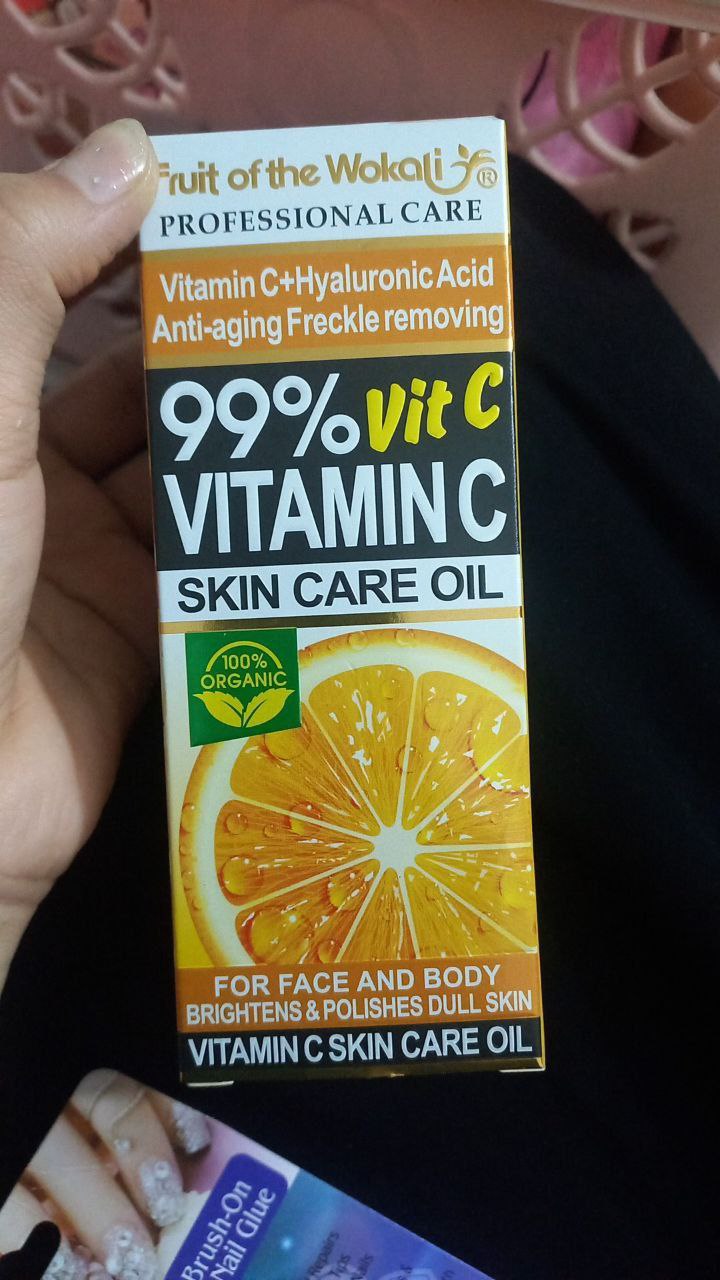 Fruit of the Wokali ®
PROFESSIONAL CARE
Vitamin C+Hyaluronic Acid
Anti-aging Freckle removing
99% Vit C
VITAMIN C
SKIN CARE OIL
100%
ORGANIC
FOR FACE AND BODY
BRIGHTENS & POLISHES DULL SKIN
VITAMIN C SKIN CARE OIL
Brush-On
Nail Glue